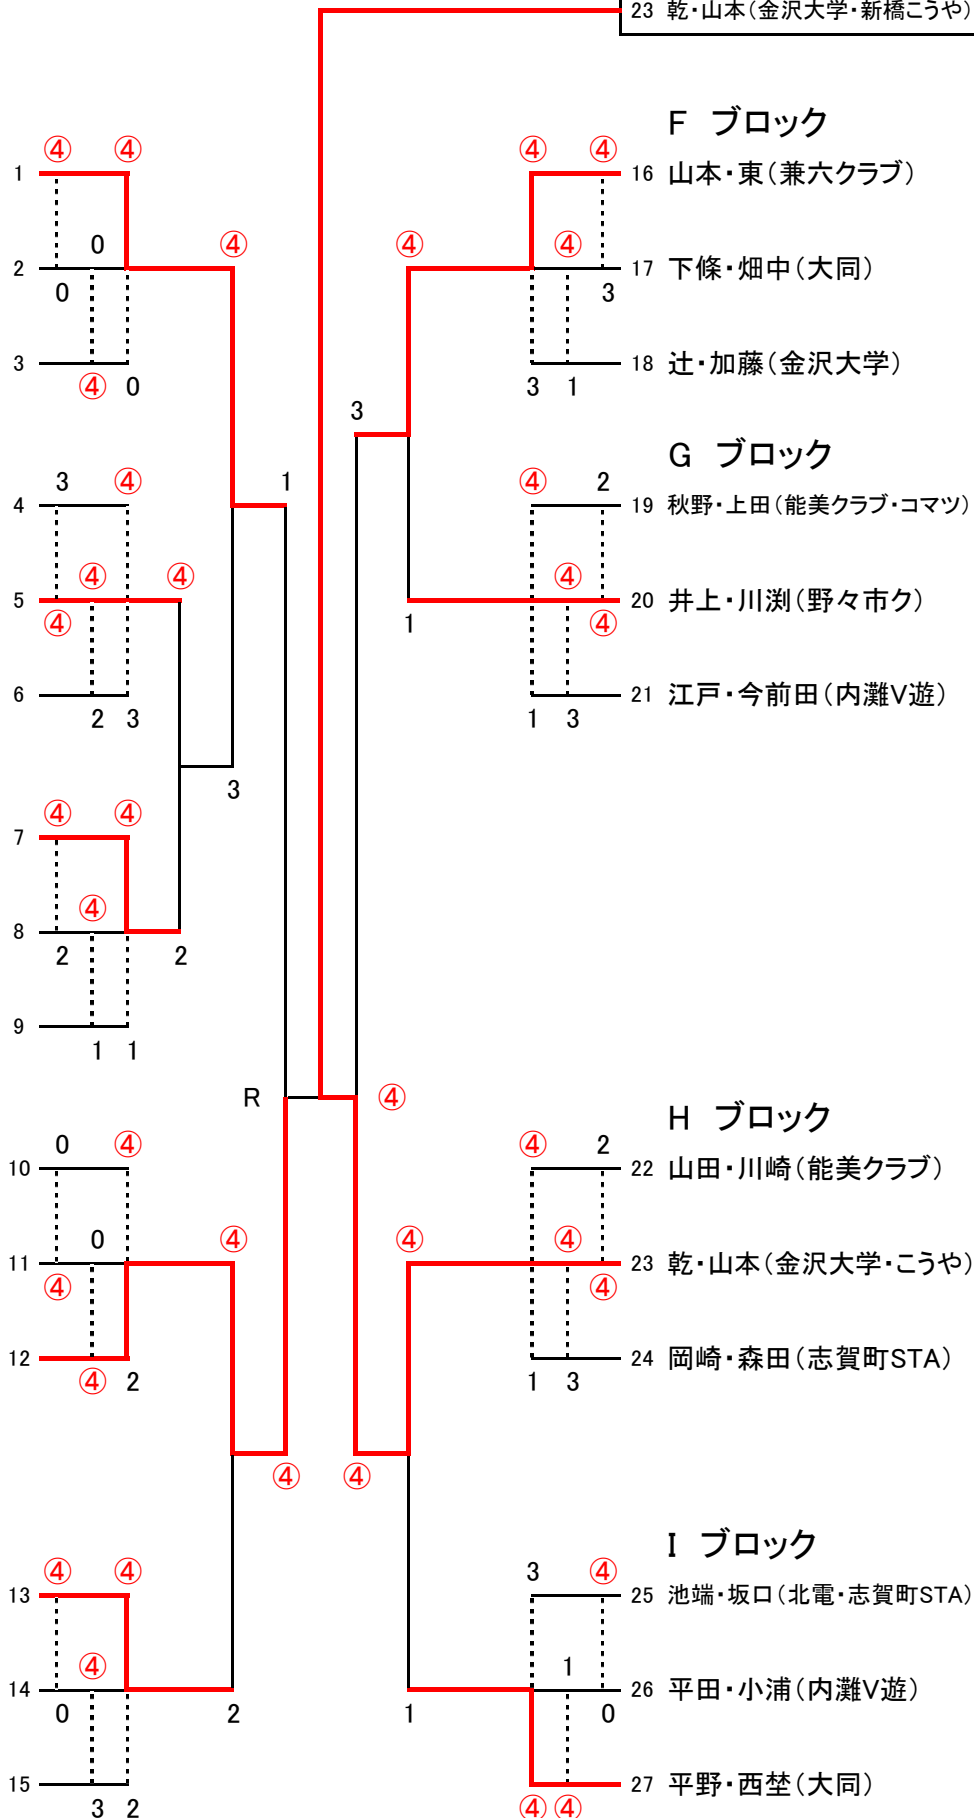 23 乾・山本(金沢大学・新橋こうや)
F ブロック
④ ④ ④ ④
1 16 山本・東(兼六クラブ)
0 ④ ④ ④
2 17 下條・畑中(大同)
0 3
3 18 辻・加藤(金沢大学)
④ 0 3 1
3
G ブロック
3 ④ 1 ④ 2
4 19 秋野・上田(能美クラブ・コマツ)
④ ④ ④
5 20 井上・川渕(野々市ク)
④ 1 ④
6 21 江戸・今前田(内灘V遊)
2 3 1 3
3
④ ④
7
④
8
2 2
9
1 1
R ④
H ブロック
0 ④ ④ 2
10 22 山田・川崎(能美クラブ)
0 ④ ④ ④
11 23 乾・山本(金沢大学・こうや)
④ ④
12 24 岡崎・森田(志賀町STA)
④ 2 1 3
④ ④
I ブロック
④ ④ 3 ④
13 25 池端・坂口(北電・志賀町STA)
④ 1
14 26 平田・小浦(内灘V遊)
0 2 1 0
15 27 平野・西埜(大同)
3 2 ④ ④